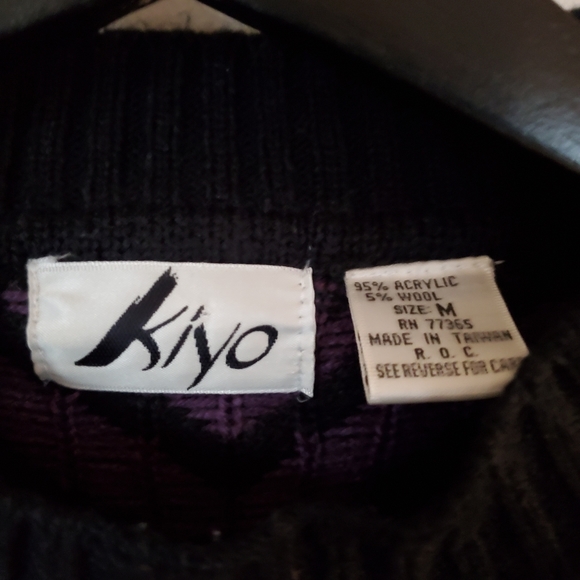 Kiyo
95% ACRYLIC
5% WOOL
SIZE: M
RN 77365
MADE IN TAIWAN
R. O. C.
SEE REVERSE FOR CARE